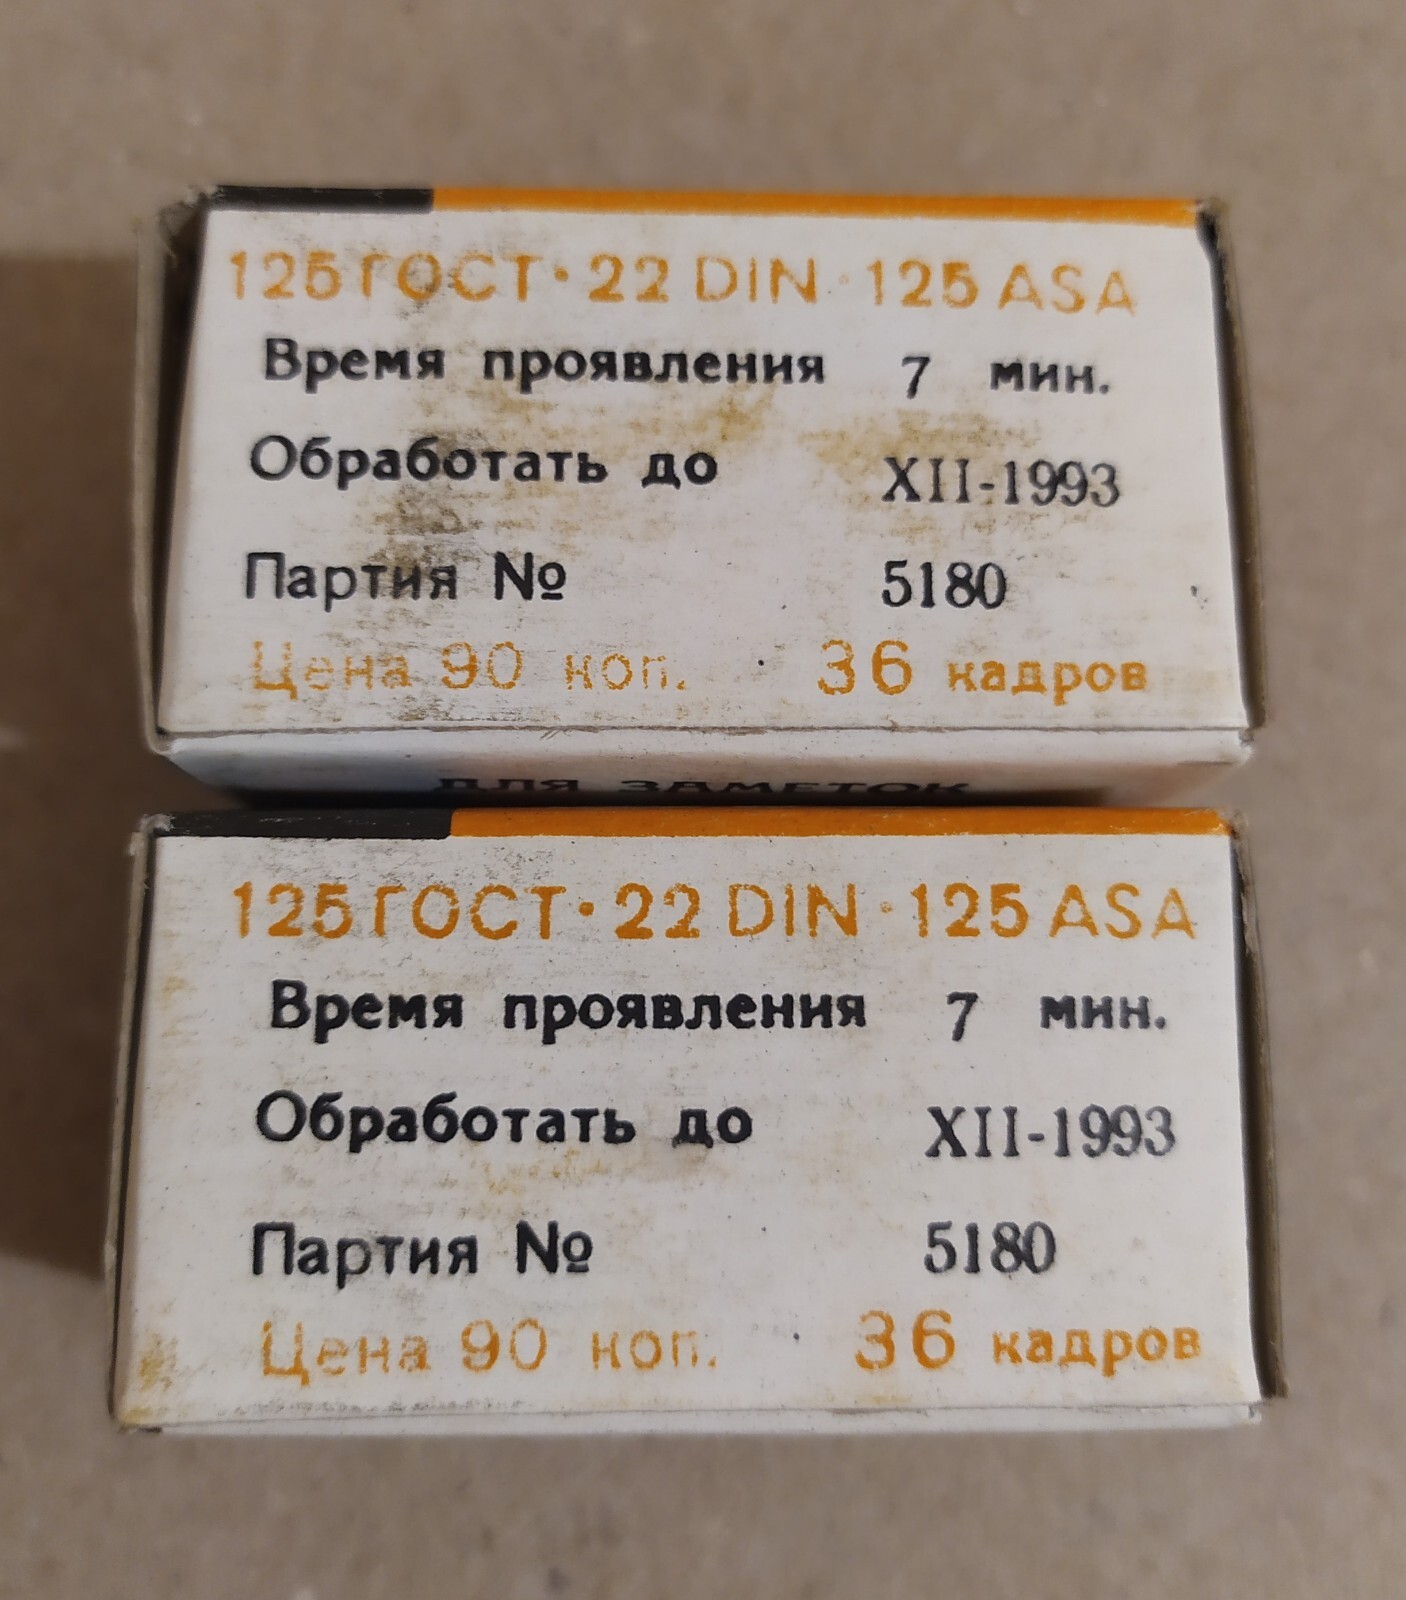 125 ГОСТ · 22 DIN · 125 ASA
Время проявления 7 мин.
Обработать до XII-1993
Партия № 5180
Цена 90 коп. 36 кадров
ДЛЯ ЗАМЕТОК
125 ГОСТ · 22 DIN · 125 ASA
Время проявления 7 мин.
Обработать до XII-1993
Партия № 5180
Цена 90 коп. 36 кадров